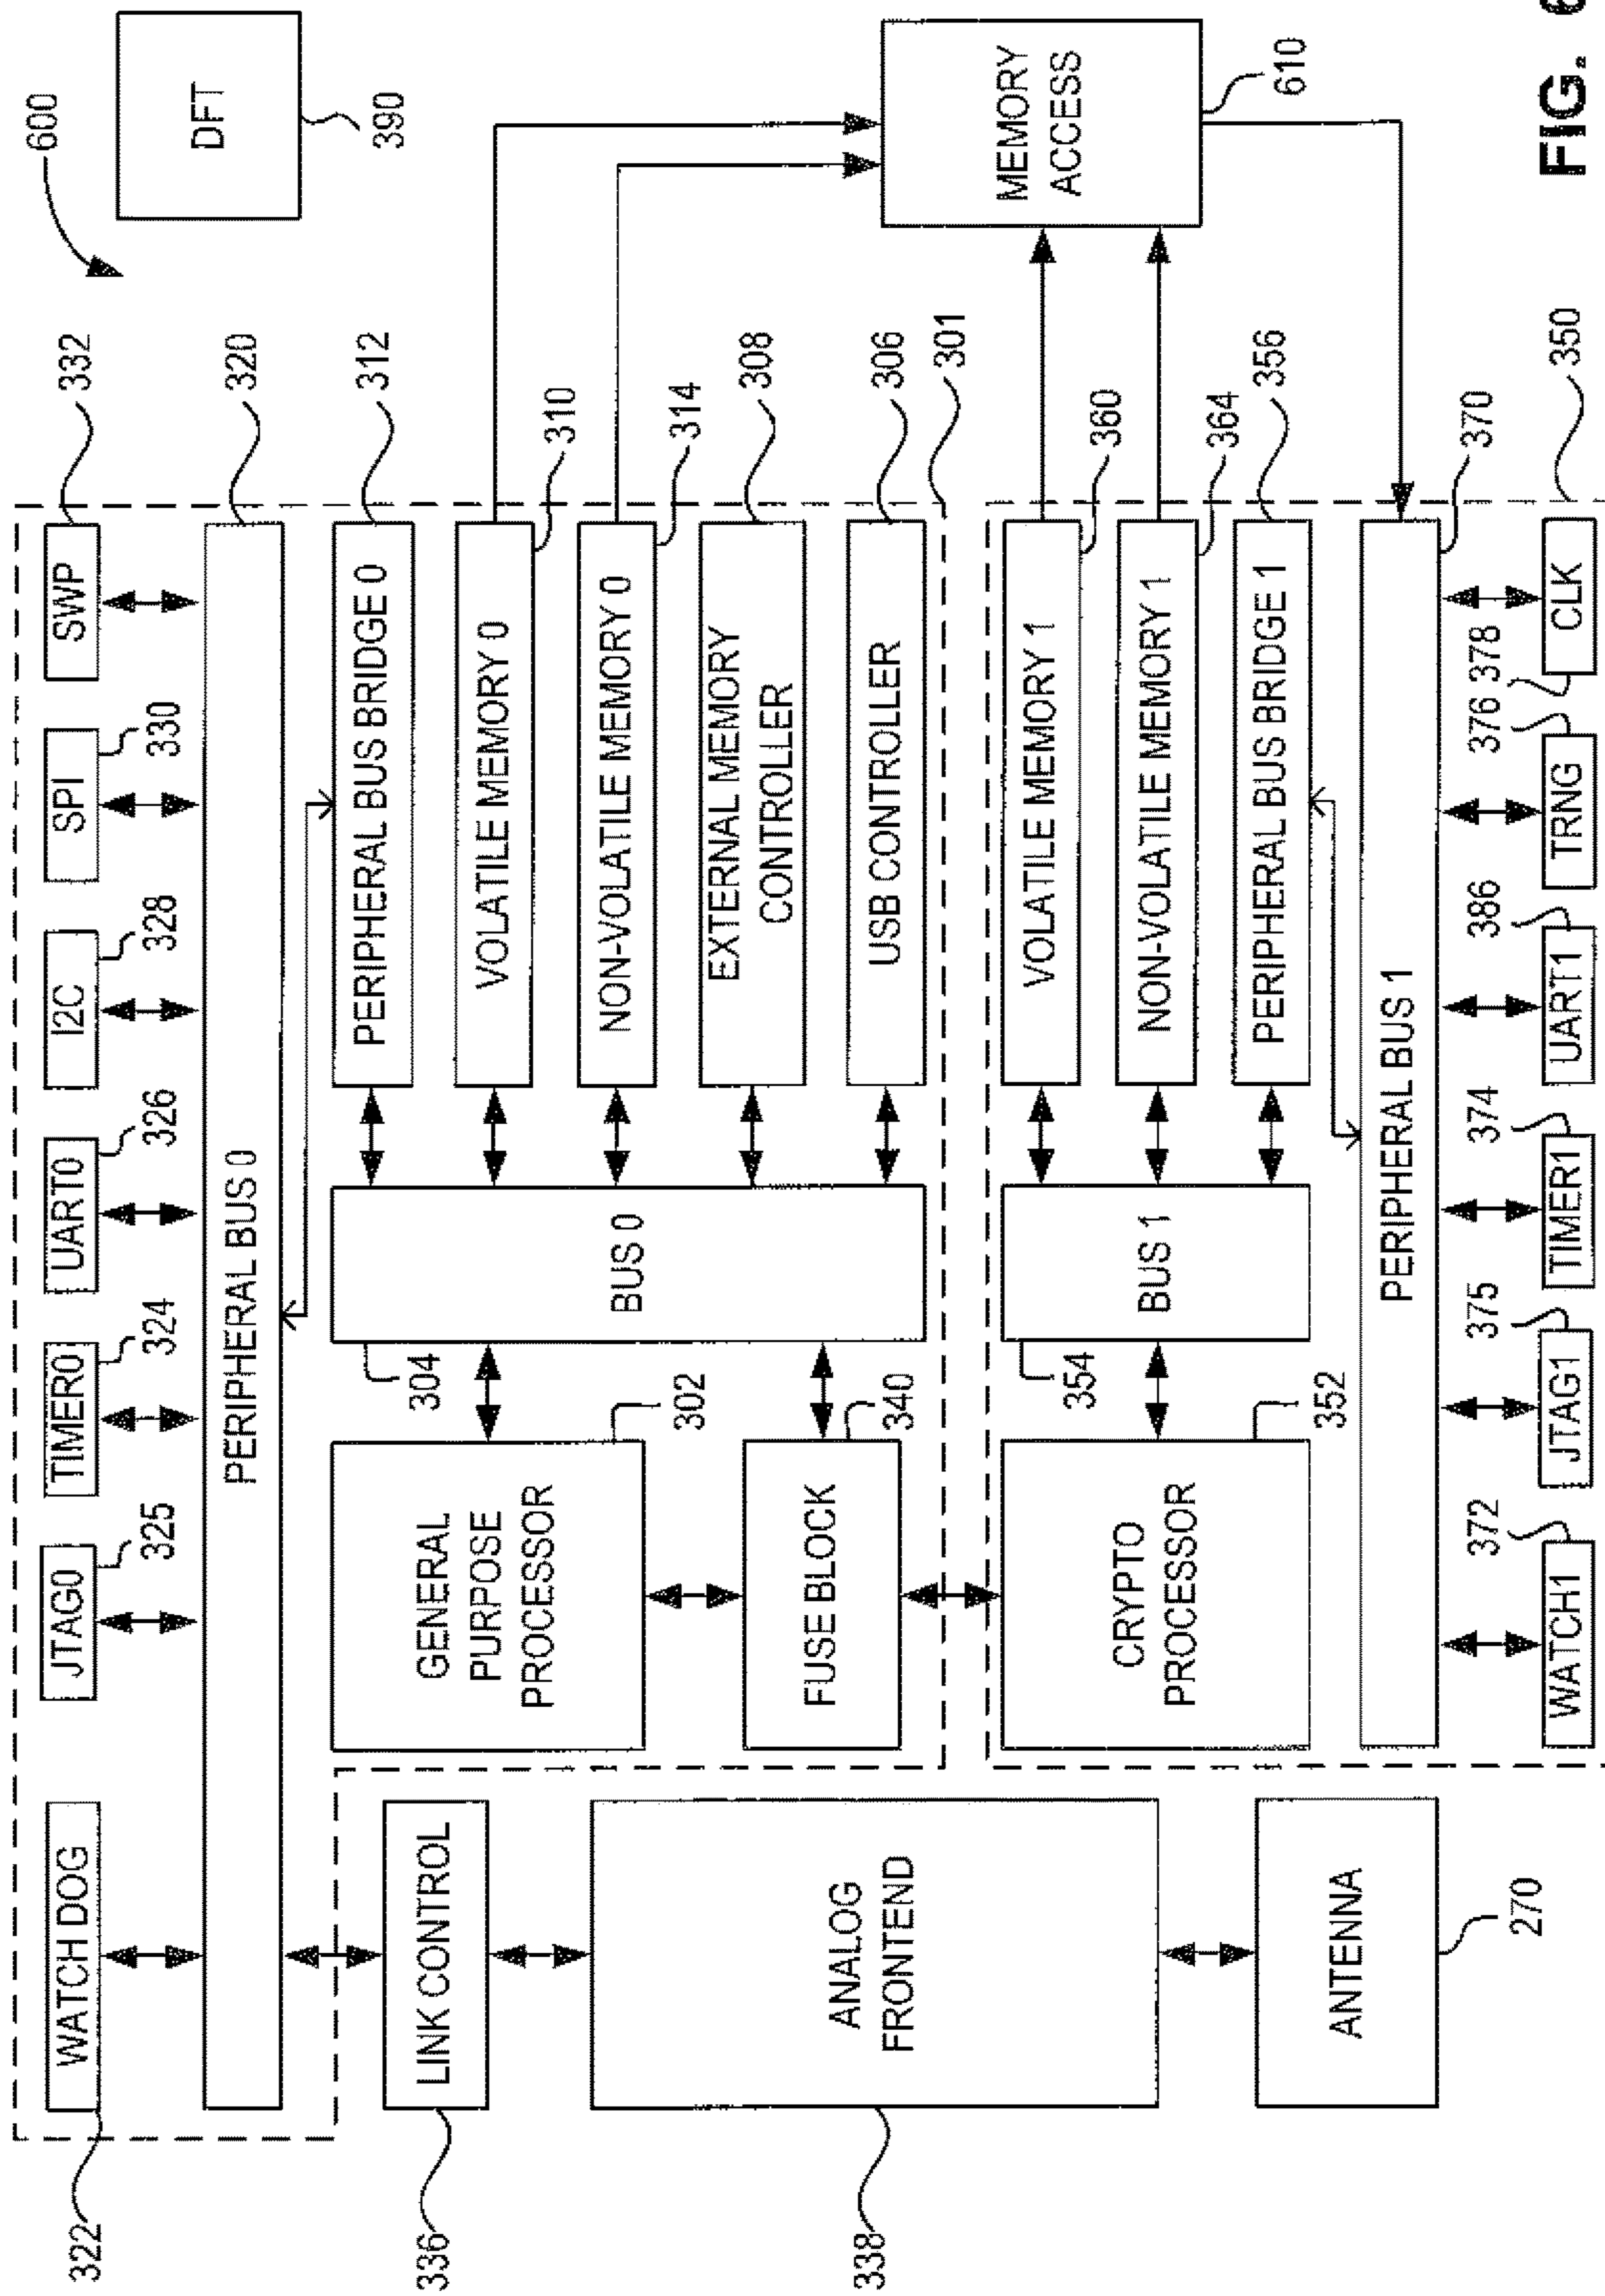 600
DFT
390
322
WATCH DOG
JTAG0
325
TIMER0
324
UART0
326
I2C
328
SPI
330
SWP
332
PERIPHERAL BUS 0
320
336
LINK CONTROL
338
ANALOG
FRONTEND
ANTENNA
270
GENERAL
PURPOSE
PROCESSOR
302
FUSE BLOCK
340
304
BUS 0
PERIPHERAL BUS BRIDGE 0
312
VOLATILE MEMORY 0
310
NON-VOLATILE MEMORY 0
314
EXTERNAL MEMORY
CONTROLLER
308
USB CONTROLLER
306
301
MEMORY
ACCESS
610
CRYPTO
PROCESSOR
352
354
BUS 1
VOLATILE MEMORY 1
360
NON-VOLATILE MEMORY 1
364
PERIPHERAL BUS BRIDGE 1
356
PERIPHERAL BUS 1
370
372
WATCH1
375
JTAG1
374
TIMER1
386
UART1
376
TRNG
378
CLK
350
FIG.